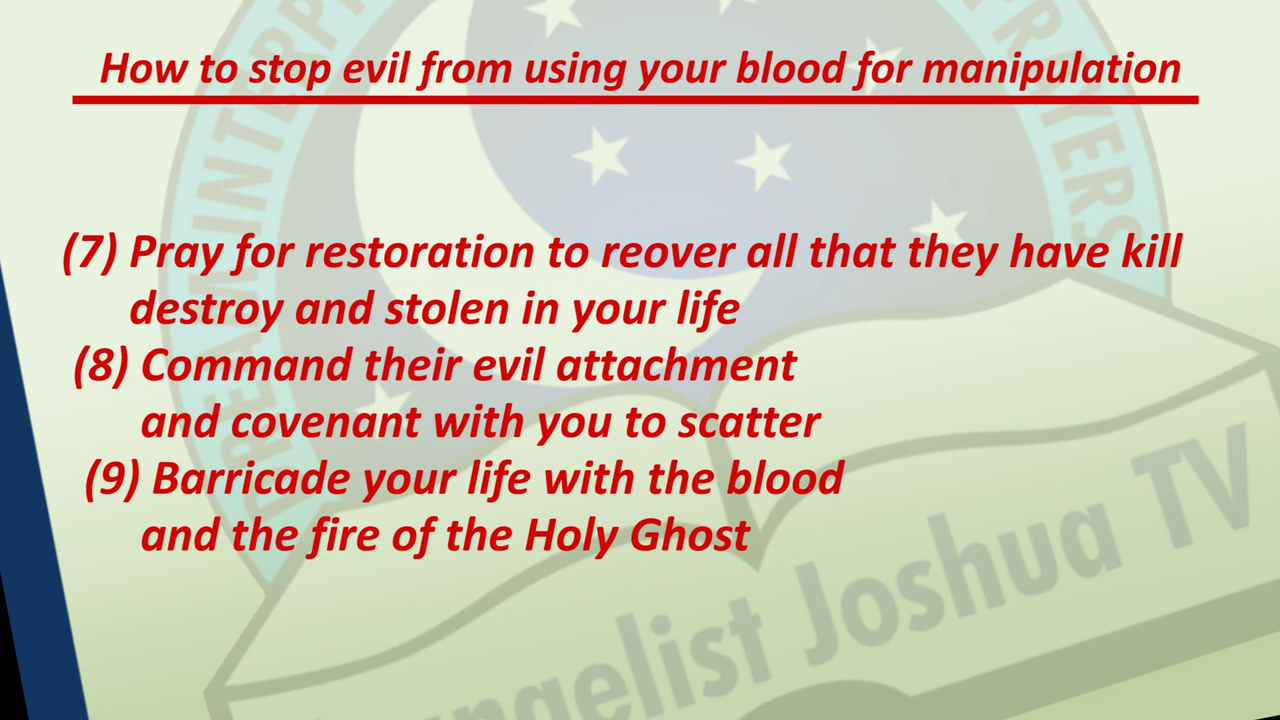 How to stop evil from using your blood for manipulation
(7) Pray for restoration to reover all that they have kill
destroy and stolen in your life
(8) Command their evil attachment
and covenant with you to scatter
(9) Barricade your life with the blood
and the fire of the Holy Ghost
PRAYERS
Joshua TV